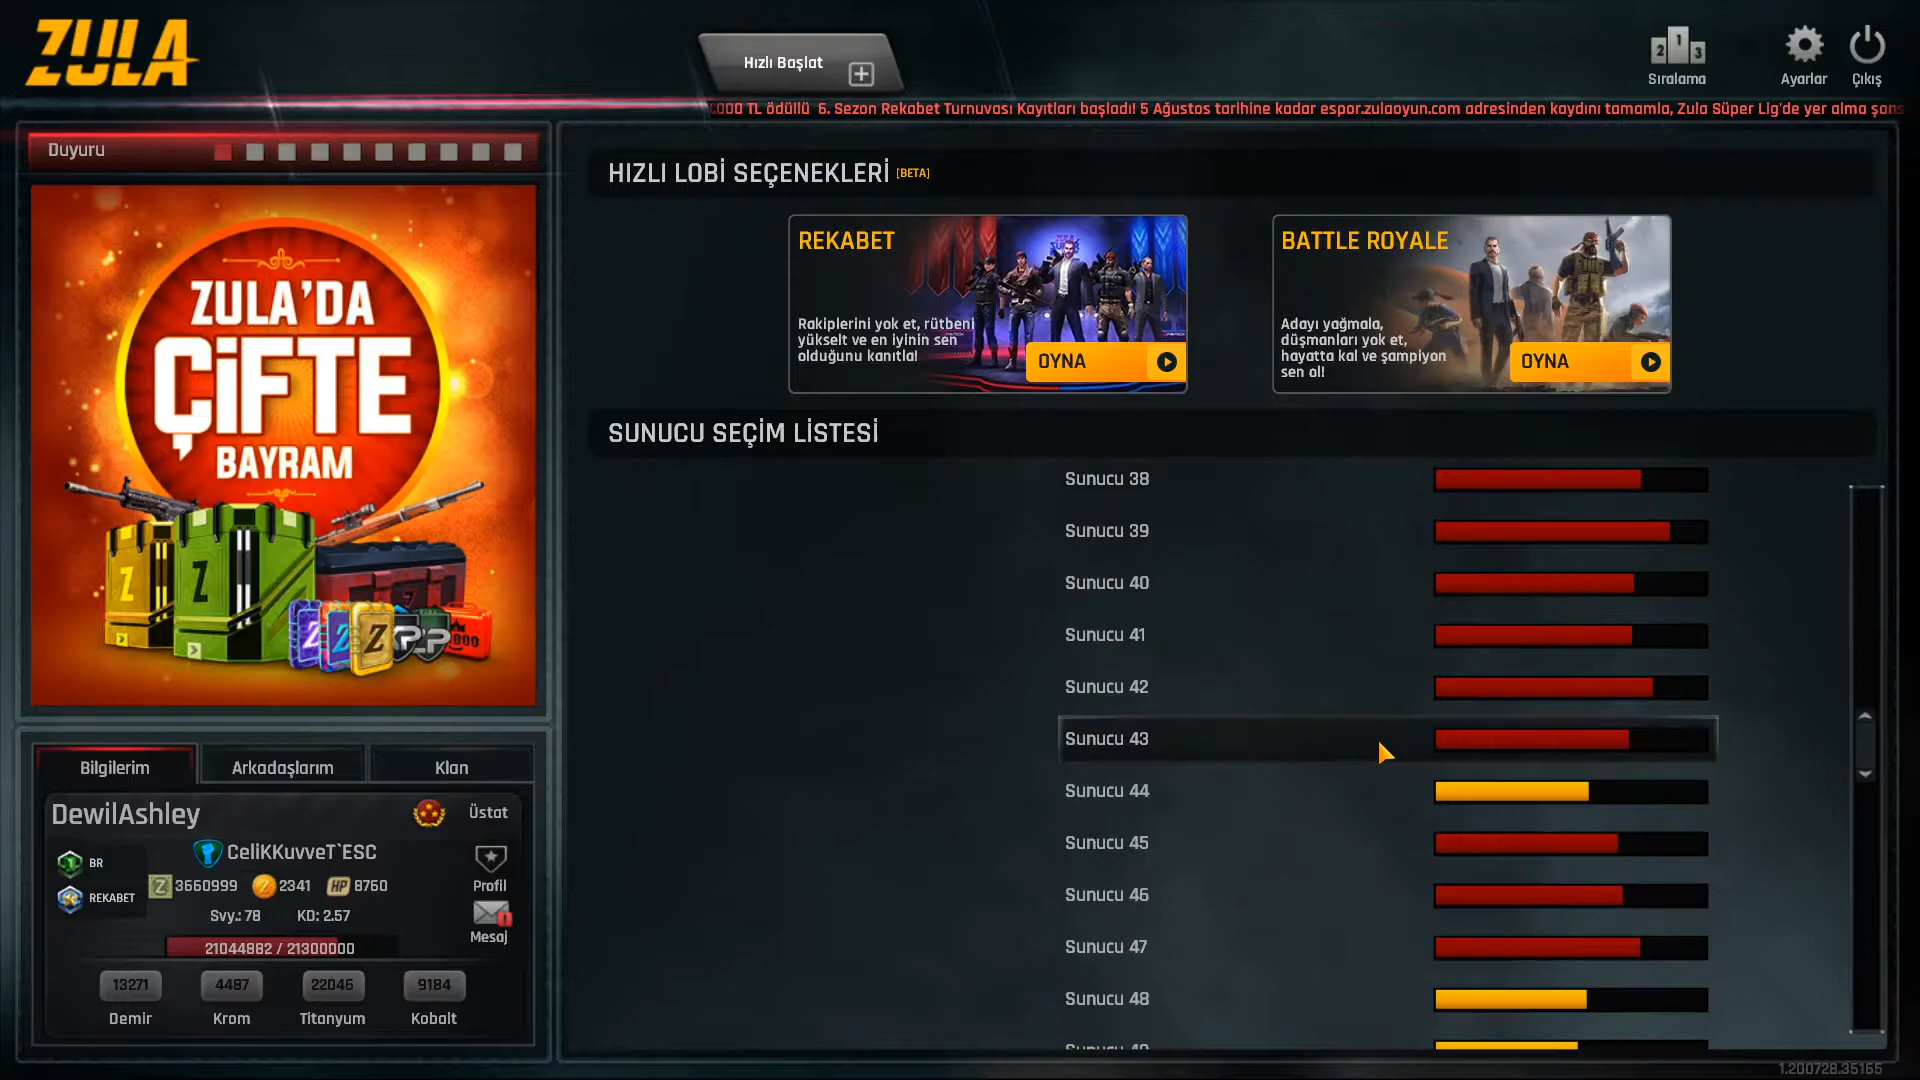 ZULA
Hızlı Başlat
Sıralama
Ayarlar
Çıkış
.000 TL ödüllü 6. Sezon Rekabet Turnuvası Kayıtları başladı! 5 Ağustos tarihine kadar espor.zulaoyun.com adresinden kaydını tamamla, Zula Süper Lig'de yer alma şans
Duyuru
ZULA'DA
ÇİFTE
BAYRAM
HIZLI LOBİ SEÇENEKLERİ [BETA]
REKABET
Rakiplerini yok et, rütbeni
yükselt ve en iyinin sen
olduğunu kanıtla!
OYNA
BATTLE ROYALE
Adayı yağmala,
düşmanları yok et,
hayatta kal ve şampiyon
sen ol!
OYNA
SUNUCU SEÇİM LİSTESİ
Sunucu 38
Sunucu 39
Sunucu 40
Sunucu 41
Sunucu 42
Sunucu 43
Sunucu 44
Sunucu 45
Sunucu 46
Sunucu 47
Sunucu 48
Sunucu 49
Bilgilerim
Arkadaşlarım
Klan
DewilAshley
Üstat
CeliKKuvveT`ESC
BR
REKABET
3660999
2341
HP 8760
Profil
Svy.: 78
KD: 2.57
Mesaj
21044882 / 21300000
13271
4487
22046
9184
Demir
Krom
Titanyum
Kobalt
1.200728.35165